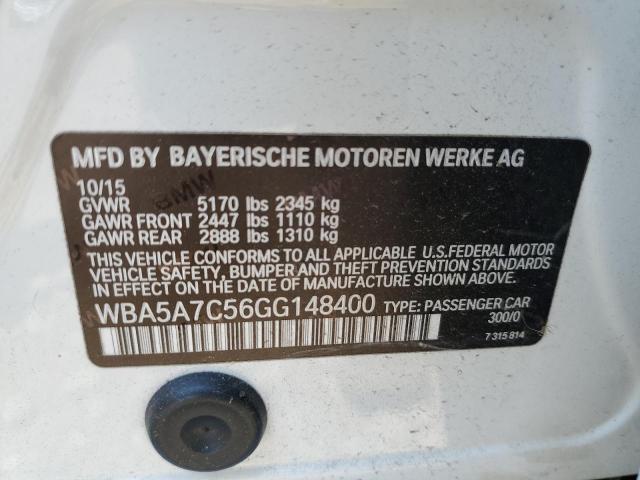 MFD BY BAYERISCHE MOTOREN WERKE AG
10/15
GVWR 5170 lbs 2345 kg
GAWR FRONT 2447 lbs 1110 kg
GAWR REAR 2888 lbs 1310 kg
THIS VEHICLE CONFORMS TO ALL APPLICABLE U.S.FEDERAL MOTOR
VEHICLE SAFETY, BUMPER AND THEFT PREVENTION STANDARDS
IN EFFECT ON THE DATE OF MANUFACTURE SHOWN ABOVE.
WBA5A7C56GG148400 TYPE: PASSENGER CAR
300/0
7 315 814